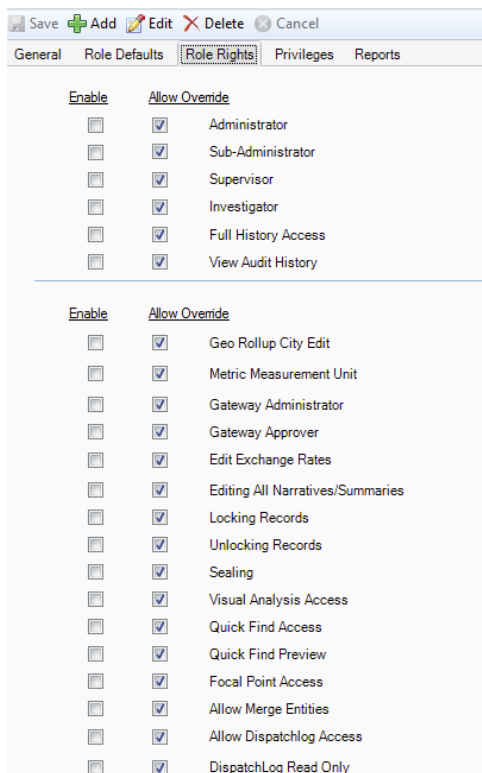 Save Add Edit Delete Cancel
General Role Defaults Role Rights Privileges Reports
Enable Allow Override
Administrator
Sub-Administrator
Supervisor
Investigator
Full History Access
View Audit History
Enable Allow Override
Geo Rollup City Edit
Metric Measurement Unit
Gateway Administrator
Gateway Approver
Edit Exchange Rates
Editing All Narratives/Summaries
Locking Records
Unlocking Records
Sealing
Visual Analysis Access
Quick Find Access
Quick Find Preview
Focal Point Access
Allow Merge Entities
Allow Dispatchlog Access
DispatchLog Read Only